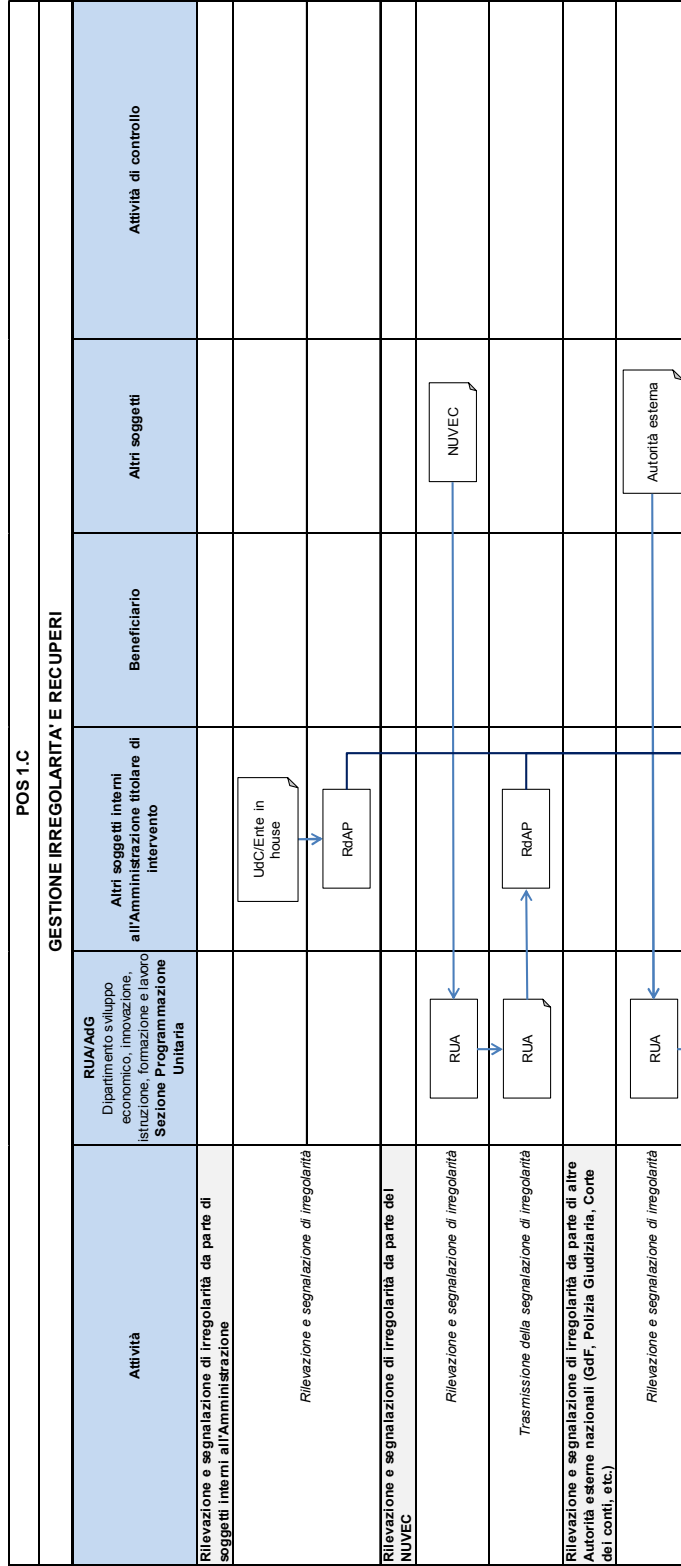 POS 1.C
GESTIONE IRREGOLARITA' E RECUPERI
Attività
RUA/AdG
Dipartimento sviluppo
economico, innovazione,
istruzione, formazione e lavoro
Sezione Programmazione
Unitaria
Altri soggetti interni
all'Amministrazione titolare di
intervento
Beneficiario
Altri soggetti
Attività di controllo
Rilevazione e segnalazione di irregolarità da parte di
soggetti interni all'Amministrazione
Rilevazione e segnalazione di irregolarità
UdC/Ente in
house
RdAP
Rilevazione e segnalazione di irregolarità da parte del
NUVEC
Rilevazione e segnalazione di irregolarità
RUA
NUVEC
Trasmissione della segnalazione di irregolarità
RUA
RdAP
Rilevazione e segnalazione di irregolarità da parte di altre
Autorità esterne nazionali (GdF, Polizia Giudiziaria, Corte
dei conti, etc.)
Rilevazione e segnalazione di irregolarità
RUA
Autorità esterna